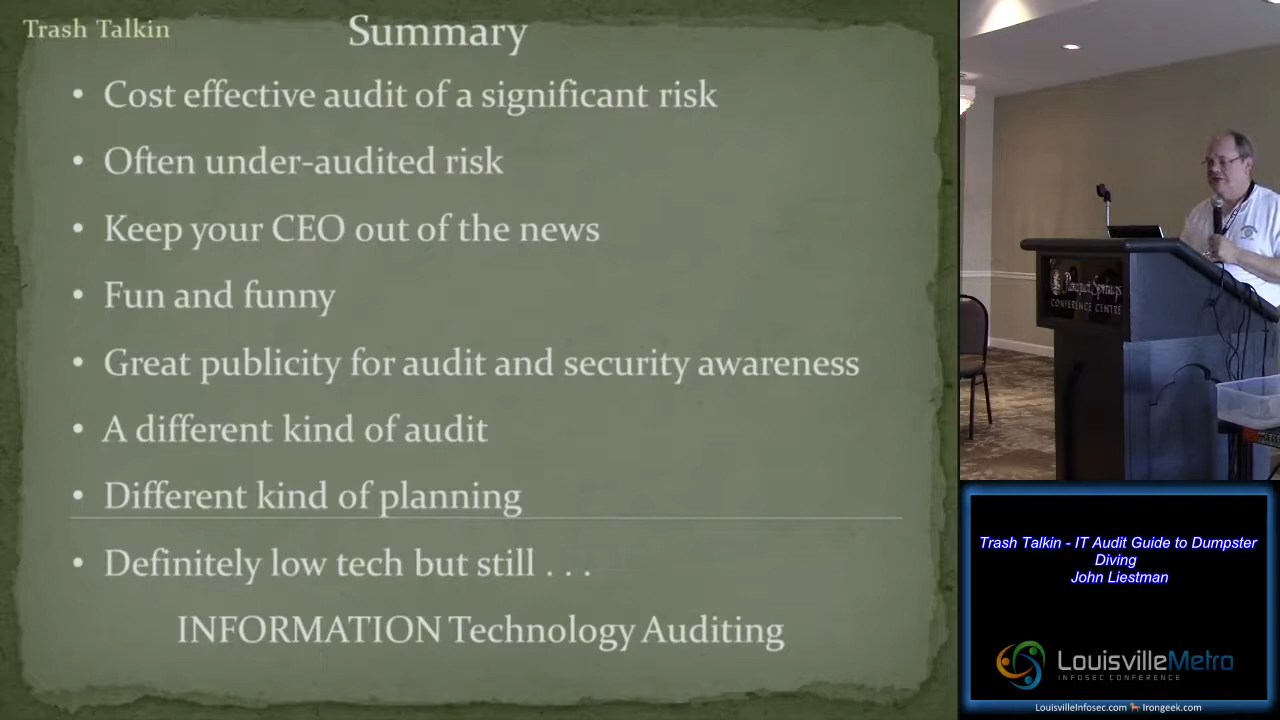 Trash Talkin
Summary
• Cost effective audit of a significant risk
• Often under-audited risk
• Keep your CEO out of the news
• Fun and funny
• Great publicity for audit and security awareness
• A different kind of audit
• Different kind of planning
• Definitely low tech but still . . .
INFORMATION Technology Auditing
CONFERENCE CENTRE
Trash Talkin - IT Audit Guide to Dumpster
Diving
John Liestman
LouisvilleMetro
INFOSEC CONFERENCE
LouisvilleInfosec.com Irongeek.com